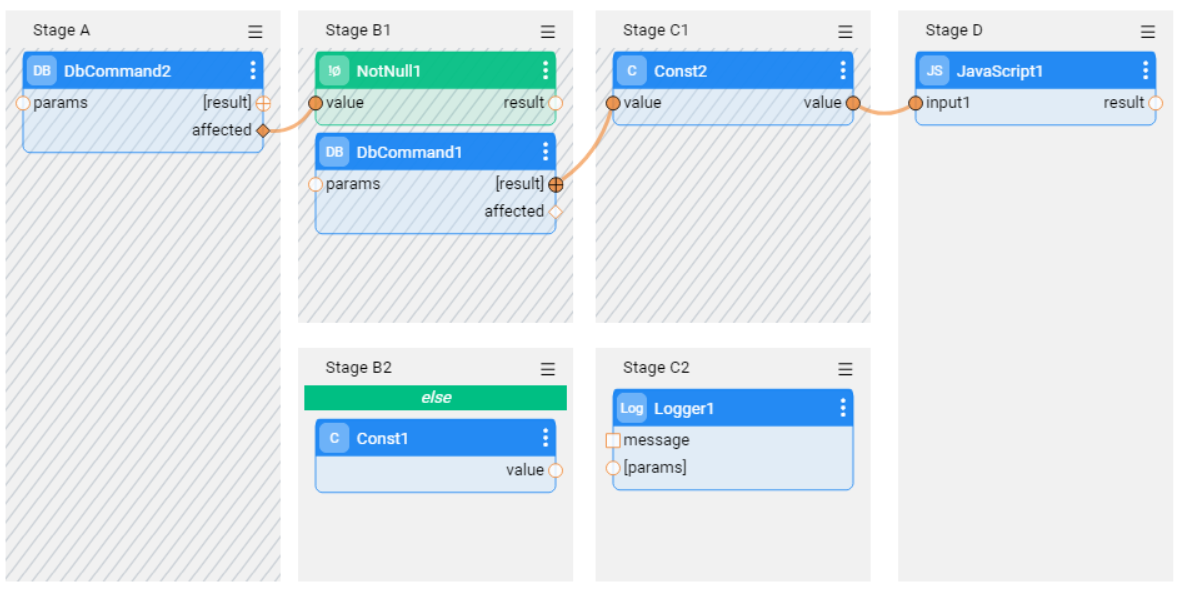 Stage A
DB DbCommand2
params [result]
affected
Stage B1
!ø NotNull1
value result
DB DbCommand1
params [result]
affected
Stage C1
C Const2
value value
Stage D
JS JavaScript1
input1 result
Stage B2
else
C Const1
value
Stage C2
Log Logger1
message
[params]